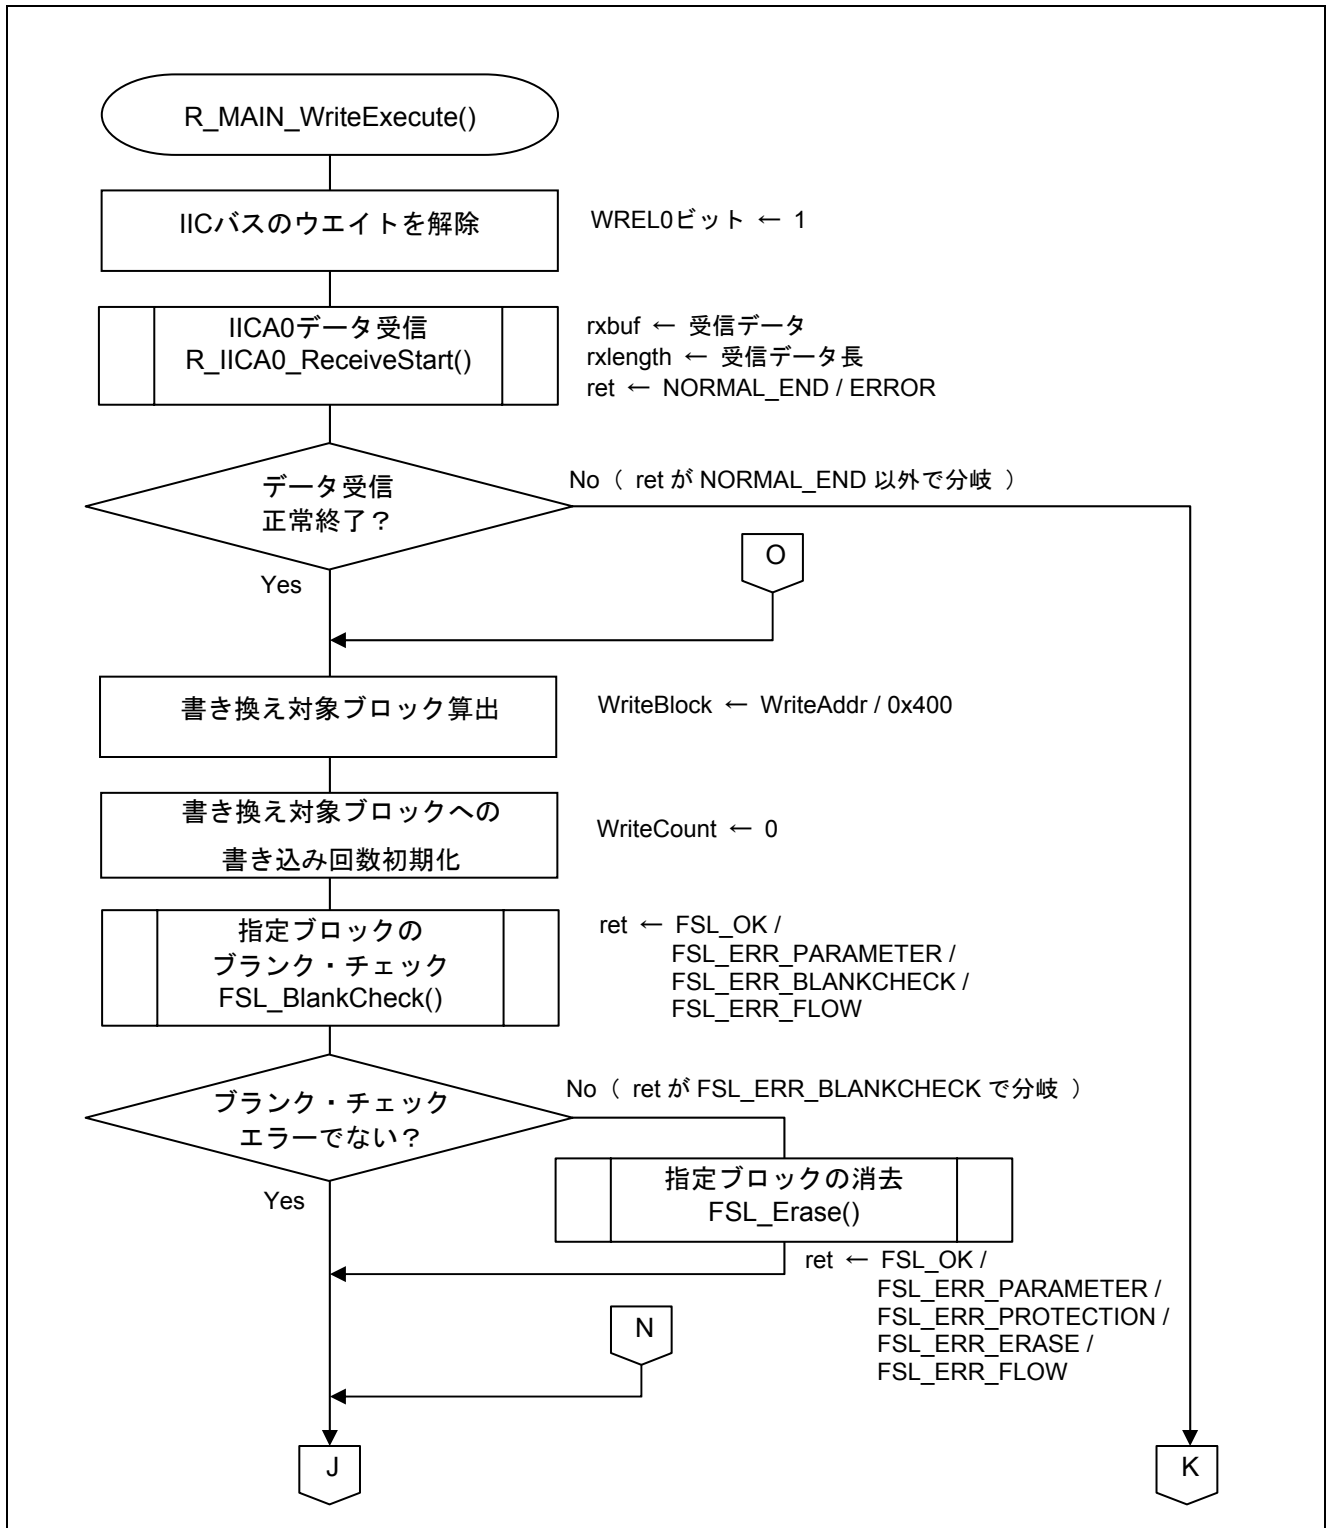 R_MAIN_WriteExecute()
IICバスのウエイトを解除
WREL0ビット ← 1
IICA0データ受信
R_IICA0_ReceiveStart()
rxbuf ← 受信データ
rxlength ← 受信データ長
ret ← NORMAL_END / ERROR
データ受信
正常終了？
No（ ret が NORMAL_END 以外で分岐 ）
Yes
O
書き換え対象ブロック算出
WriteBlock ← WriteAddr / 0x400
書き換え対象ブロックへの
書き込み回数初期化
WriteCount ← 0
指定ブロックの
ブランク・チェック
FSL_BlankCheck()
ret ← FSL_OK /
FSL_ERR_PARAMETER /
FSL_ERR_BLANKCHECK /
FSL_ERR_FLOW
ブランク・チェック
エラーでない？
No（ ret が FSL_ERR_BLANKCHECK で分岐 ）
Yes
指定ブロックの消去
FSL_Erase()
ret ← FSL_OK /
FSL_ERR_PARAMETER /
FSL_ERR_PROTECTION /
FSL_ERR_ERASE /
FSL_ERR_FLOW
N
J
K